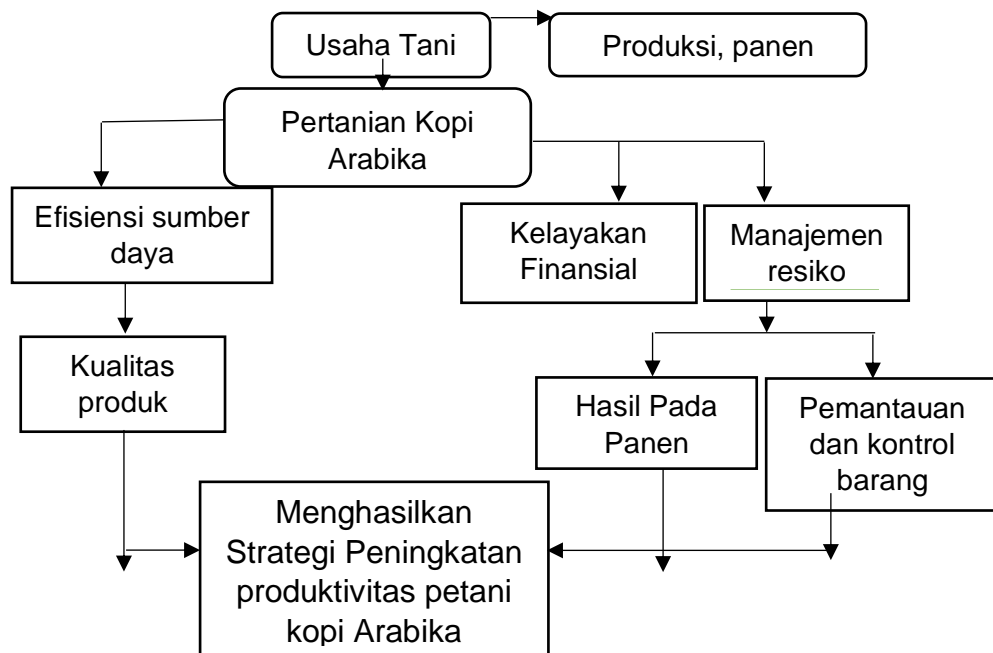 Usaha Tani
Produksi, panen
Pertanian Kopi
Arabika
Efisiensi sumber
daya
Kelayakan
Finansial
Manajemen
resiko
Kualitas
produk
Hasil Pada
Panen
Pemantauan
dan kontrol
barang
Menghasilkan
Strategi Peningkatan
produktivitas petani
kopi Arabika